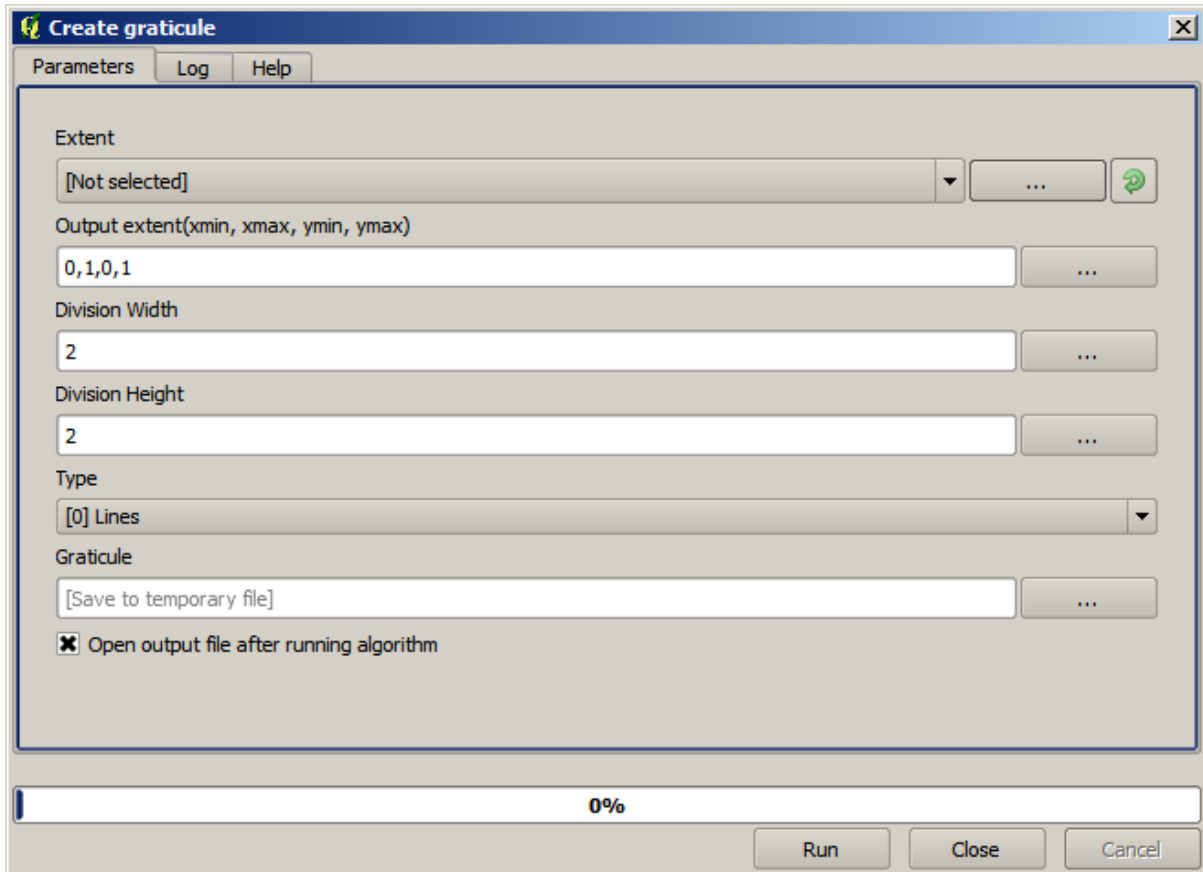 Create graticule
Parameters Log Help
Extent
[Not selected] ...
Output extent(xmin, xmax, ymin, ymax)
0,1,0,1 ...
Division Width
2 ...
Division Height
2 ...
Type
[0] Lines
Graticule
[Save to temporary file] ...
Open output file after running algorithm
0%
Run Close Cancel